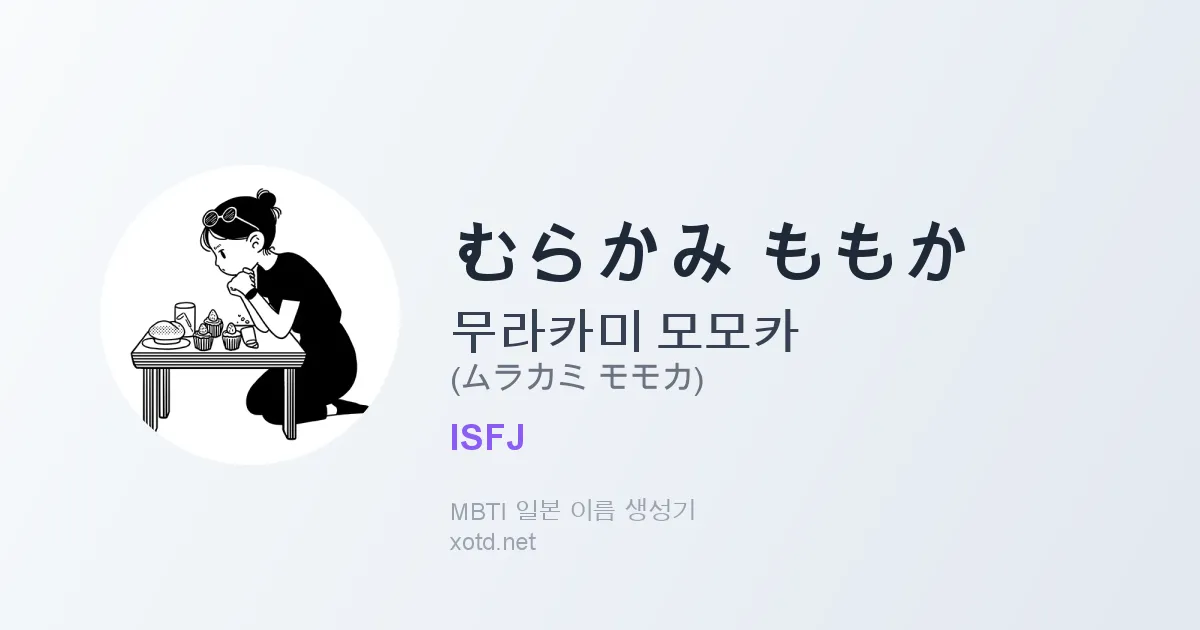 むらかみ ももか
무라카미 모모카
(ムラカミ モモカ)
ISFJ
MBTI 일본 이름 생성기
xotd.net